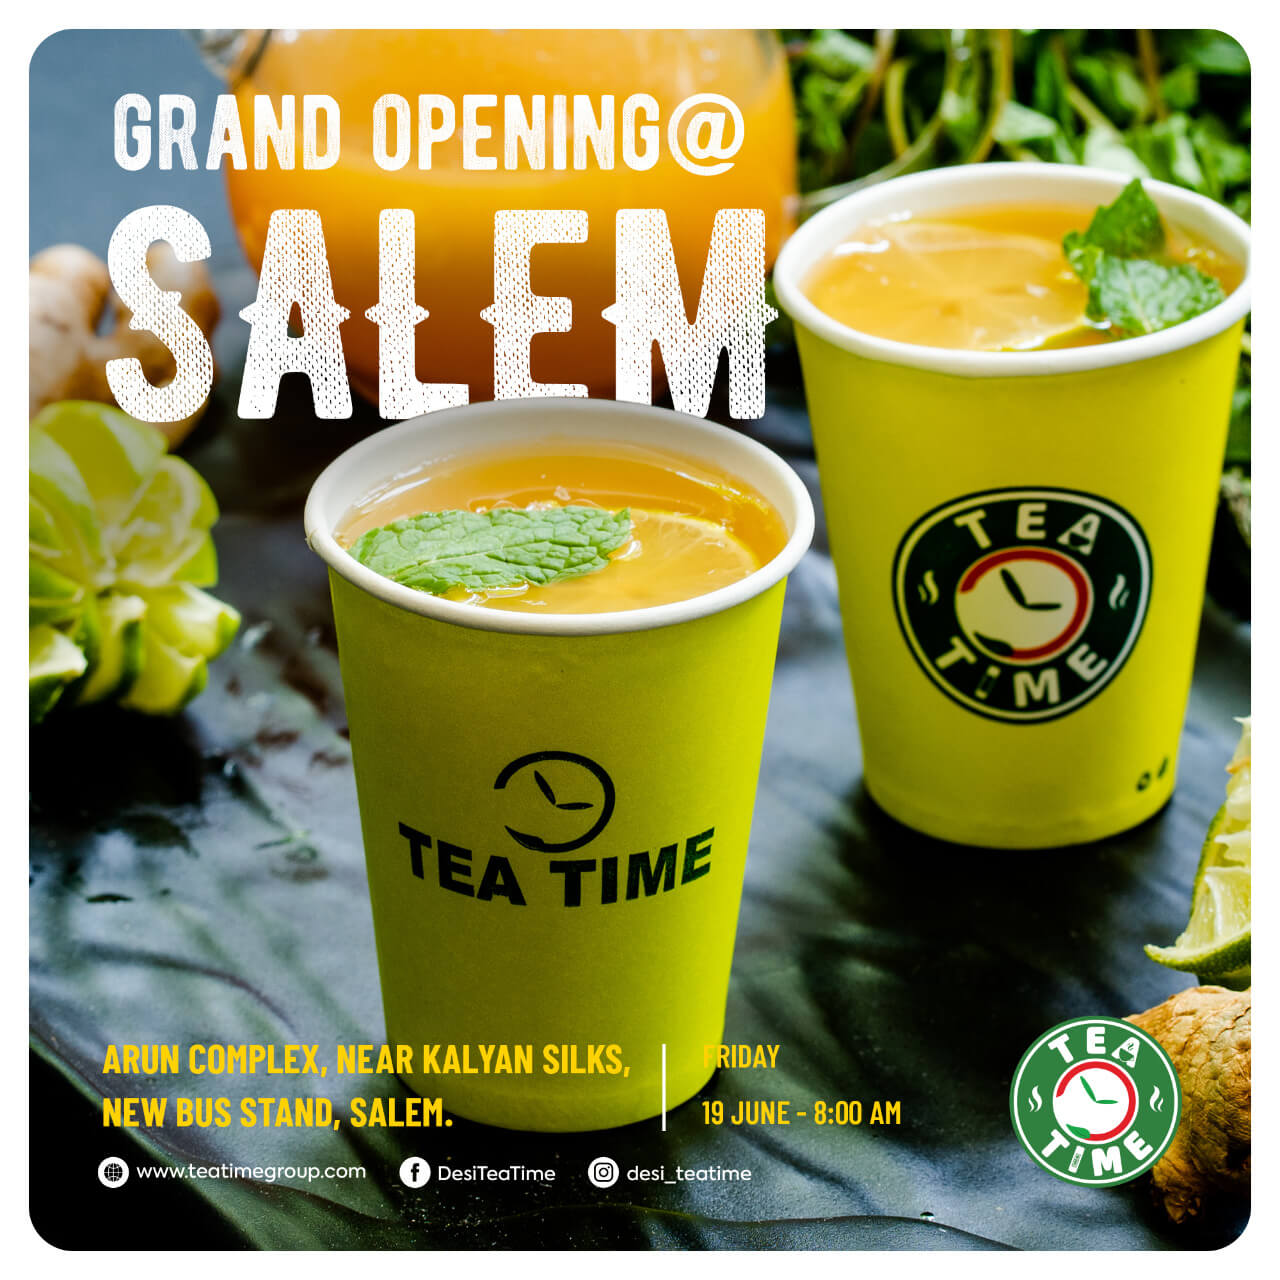 GRAND OPENING@
SALEM
TEA
TIME
TEA TIME
ARUN COMPLEX, NEAR KALYAN SILKS,
NEW BUS STAND, SALEM.
FRIDAY
19 JUNE - 8:00 AM
TEA
TIME
www.teatimegroup.com
DesiTeaTime
desi_teatime